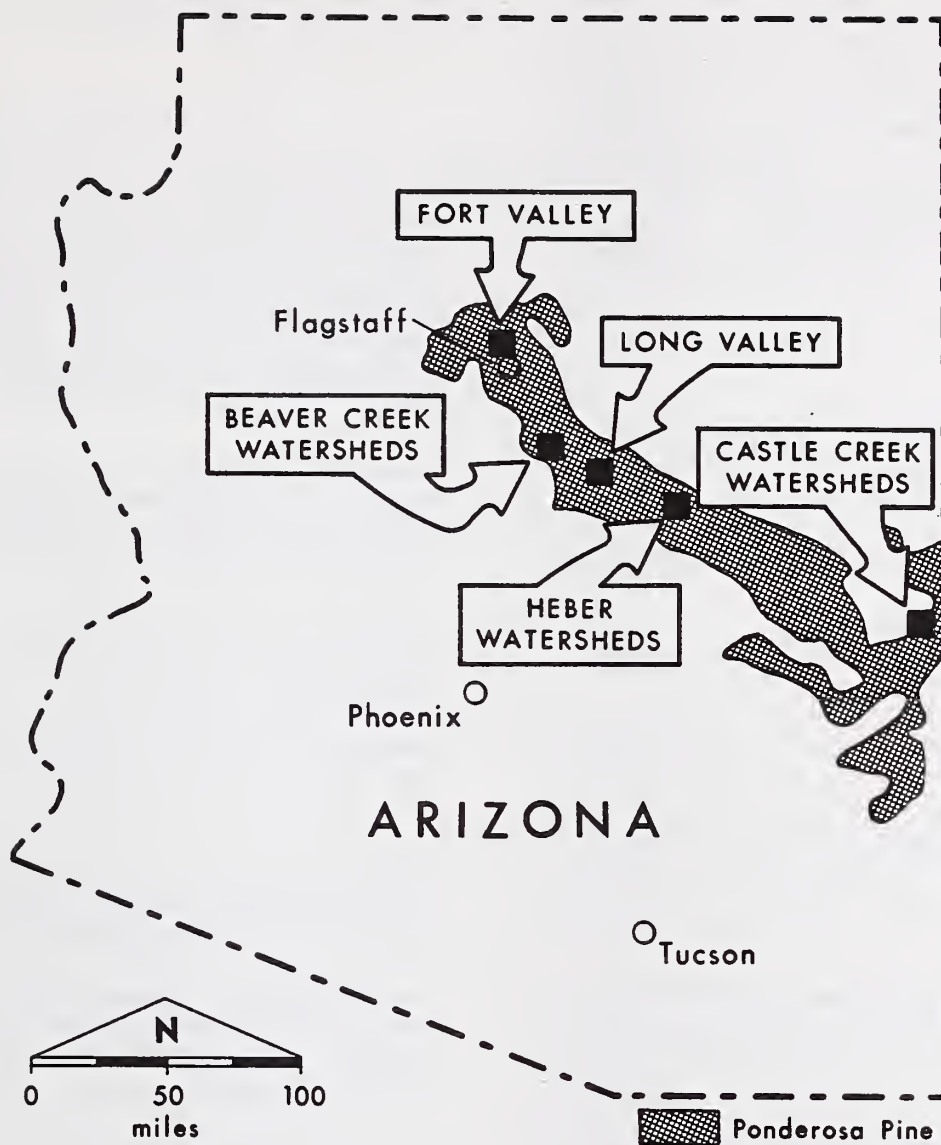 FORT VALLEY
Flagstaff
LONG VALLEY
BEAVER CREEK
WATERSHEDS
CASTLE CREEK
WATERSHEDS
HEBER
WATERSHEDS
Phoenix
ARIZONA
Tucson
N
0 50 100
miles
Ponderosa Pine